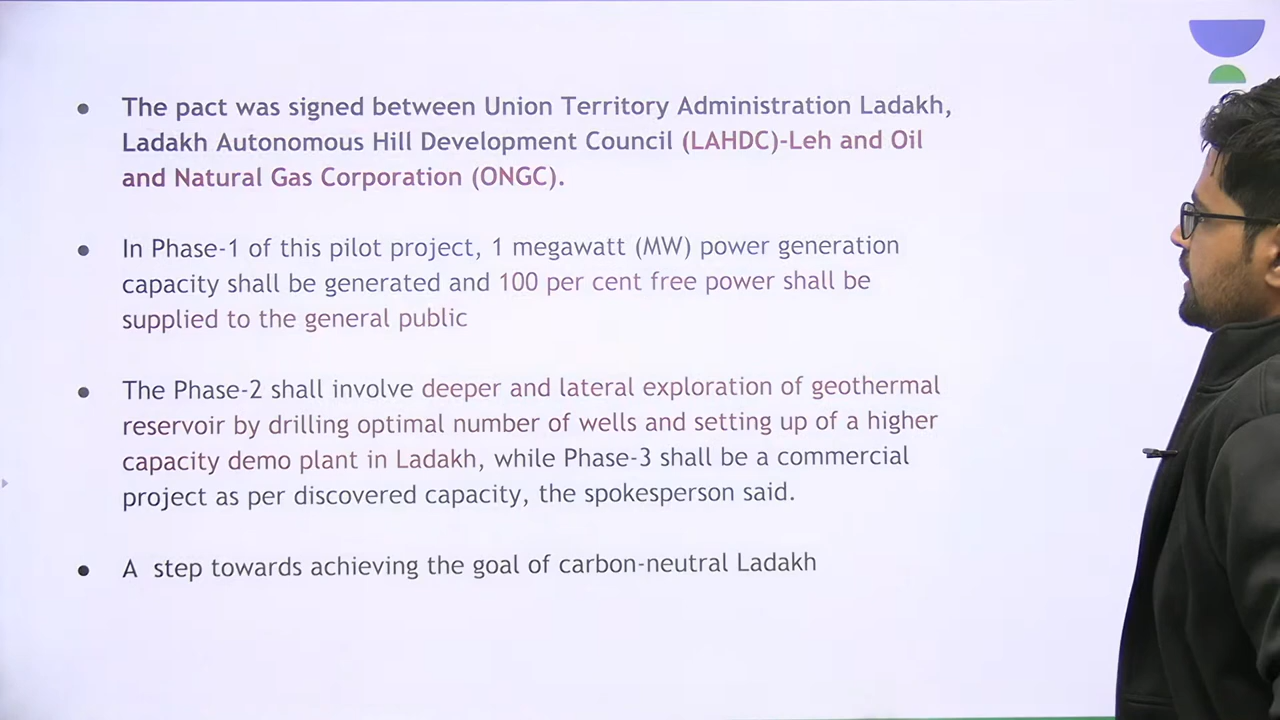 • The pact was signed between Union Territory Administration Ladakh,
Ladakh Autonomous Hill Development Council (LAHDC)-Leh and Oil
and Natural Gas Corporation (ONGC).
• In Phase-1 of this pilot project, 1 megawatt (MW) power generation
capacity shall be generated and 100 per cent free power shall be
supplied to the general public
• The Phase-2 shall involve deeper and lateral exploration of geothermal
reservoir by drilling optimal number of wells and setting up of a higher
capacity demo plant in Ladakh, while Phase-3 shall be a commercial
project as per discovered capacity, the spokesperson said.
• A step towards achieving the goal of carbon-neutral Ladakh